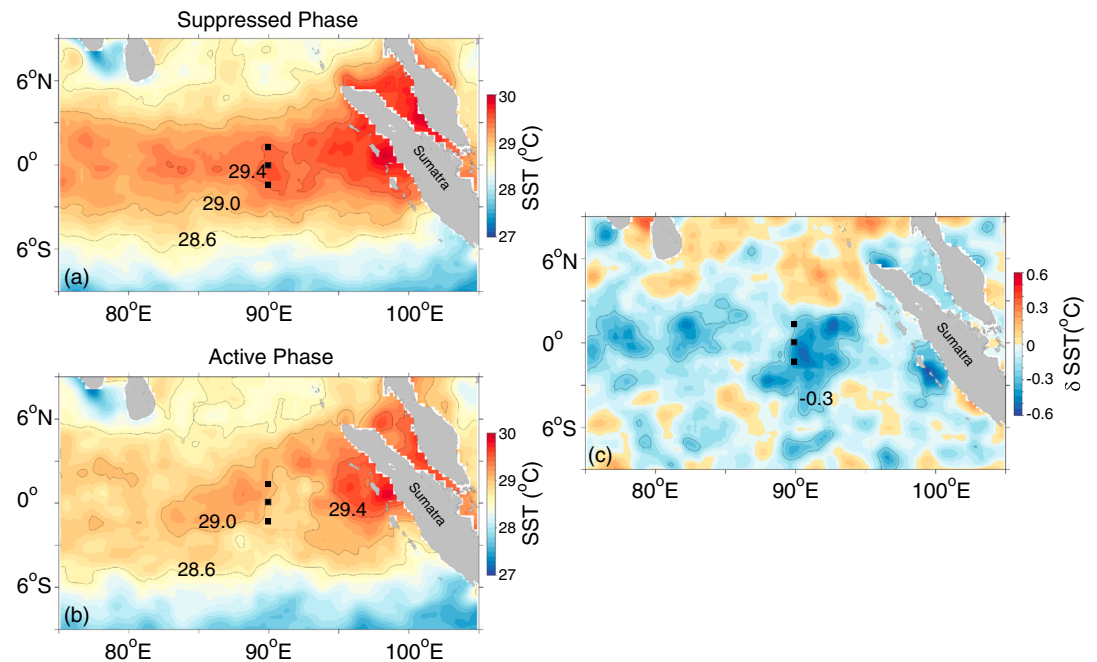 Suppressed Phase
6°N
0°
6°S
80°E
90°E
100°E
29.4
29.0
28.6
Sumatra
(a)
30
29
28
27
SST (°C)
Active Phase
6°N
0°
6°S
80°E
90°E
100°E
29.0
29.4
28.6
Sumatra
(b)
30
29
28
27
SST (°C)
6°N
0°
6°S
80°E
90°E
100°E
-0.3
Sumatra
(c)
0.6
0.3
0
-0.3
-0.6
δ SST(°C)